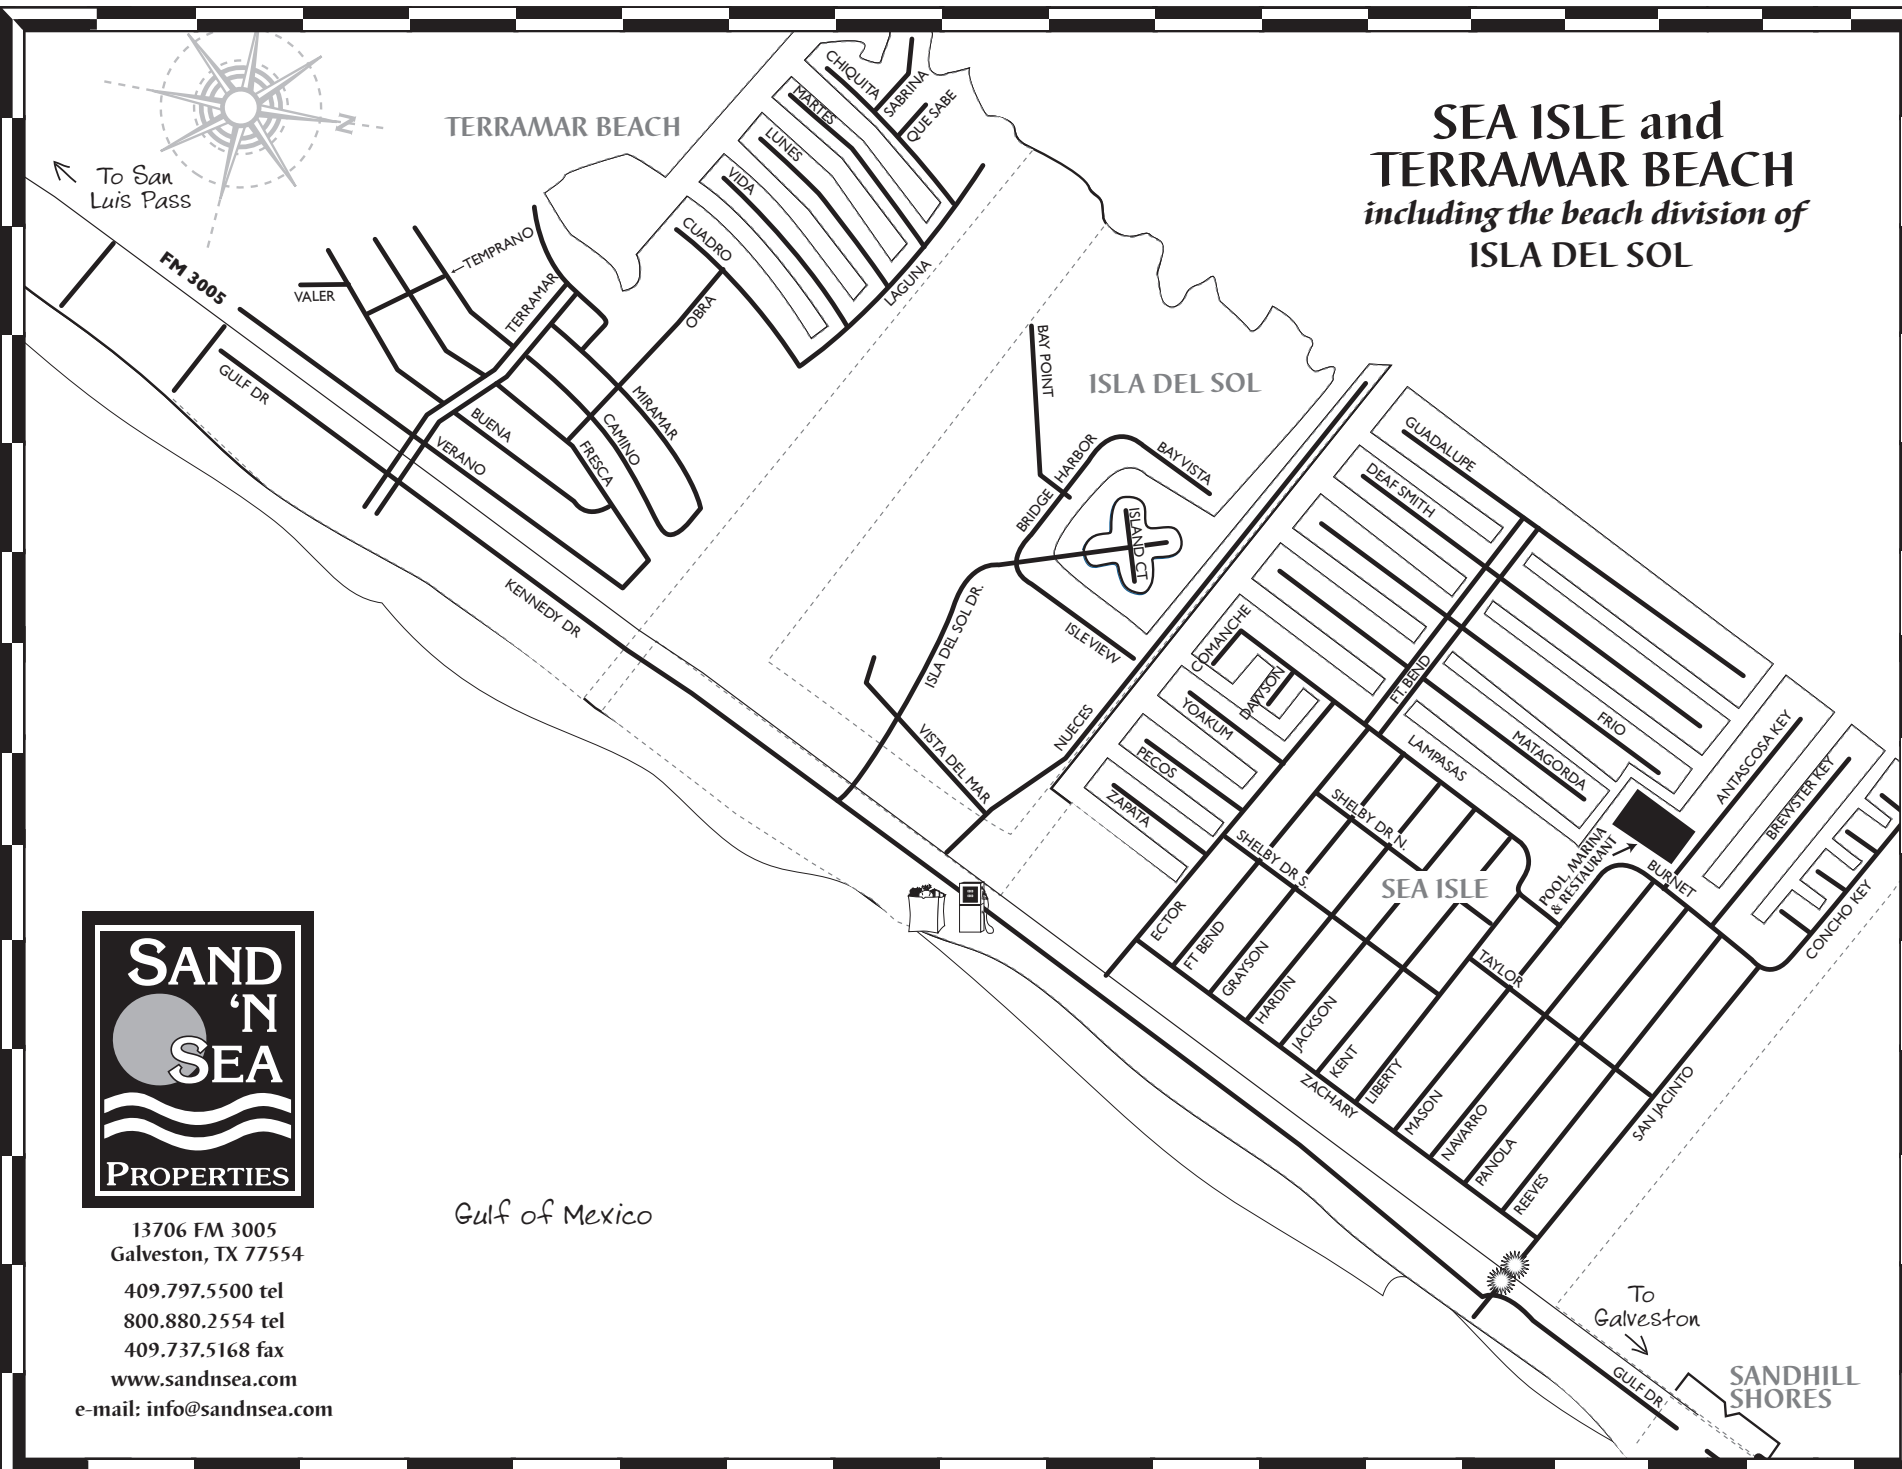 SEA ISLE and
TERRAMAR BEACH
including the beach division of
ISLA DEL SOL
N
To San
Luis Pass
TERRAMAR BEACH
CHIQUITA
SABRINA
QUE SABE
MARTES
LUNES
VIDA
CUADRO
LAGUNA
OBRA
TEMPRANO
VALER
TERRAMAR
FM 3005
GULF DR
BUENA
VERANO
FRESCA
CAMINO
MIRAMAR
KENNEDY DR
ISLA DEL SOL
BAY POINT
BRIDGE HARBOR
BAY VISTA
ISLAND CT
ISLEVIEW
ISLA DEL SOL DR.
VISTA DEL MAR
NUECES
GUADALUPE
DEAF SMITH
COMANCHE
DAWSON
YOAKUM
PECOS
ZAPATA
FT. BEND
FRIO
MATAGORDA
LAMPASAS
ANTASCOSA KEY
BREWSTER KEY
CONCHO KEY
SHELBY DR N.
SHELBY DR S.
SEA ISLE
POOL, MARINA
& RESTAURANT
BURNET
TAYLOR
ECTOR
FT BEND
GRAYSON
HARDIN
JACKSON
KENT
LIBERTY
ZACHARY
MASON
NAVARRO
PANOLA
REEVES
SAN JACINTO
To
Galveston
GULF DR
SANDHILL
SHORES
Gulf of Mexico
SAND
'N
SEA
PROPERTIES
13706 FM 3005
Galveston, TX 77554
409.797.5500 tel
800.880.2554 tel
409.737.5168 fax
www.sandnsea.com
e-mail: info@sandnsea.com